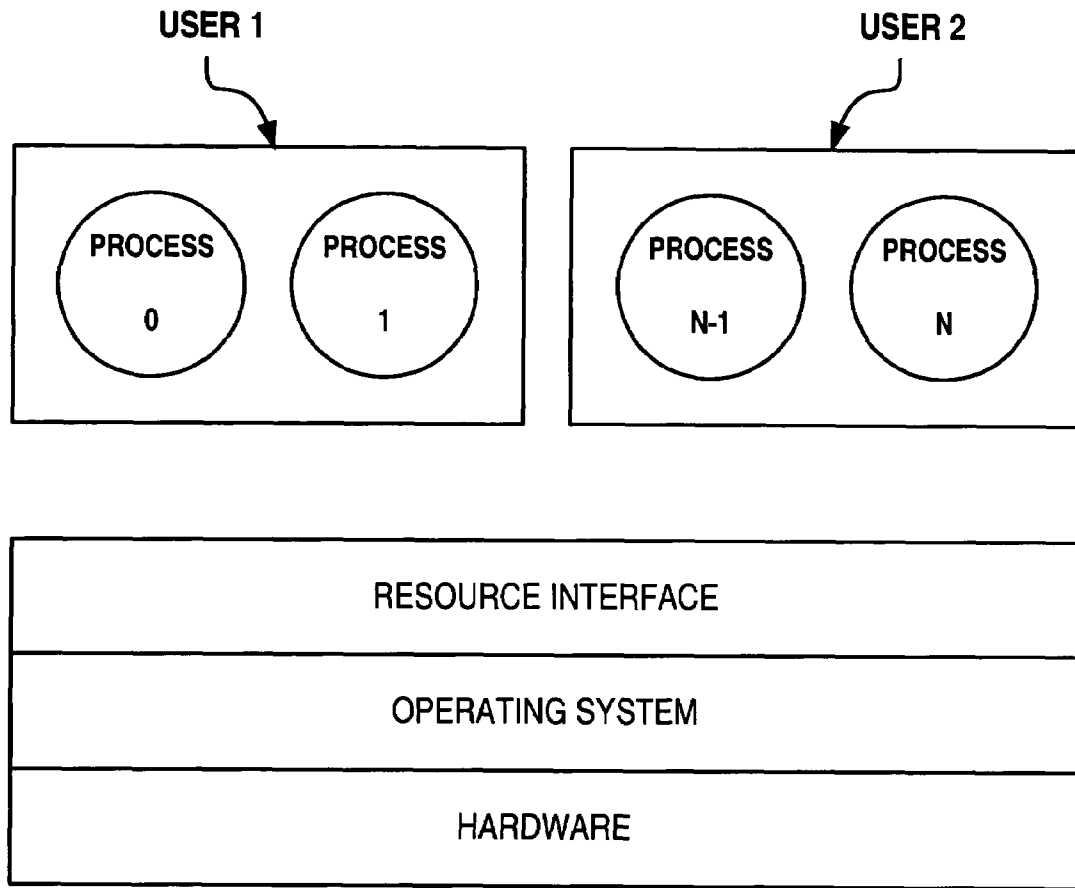 USER 1
USER 2
PROCESS
0
PROCESS
1
PROCESS
N-1
PROCESS
N
RESOURCE INTERFACE
OPERATING SYSTEM
HARDWARE